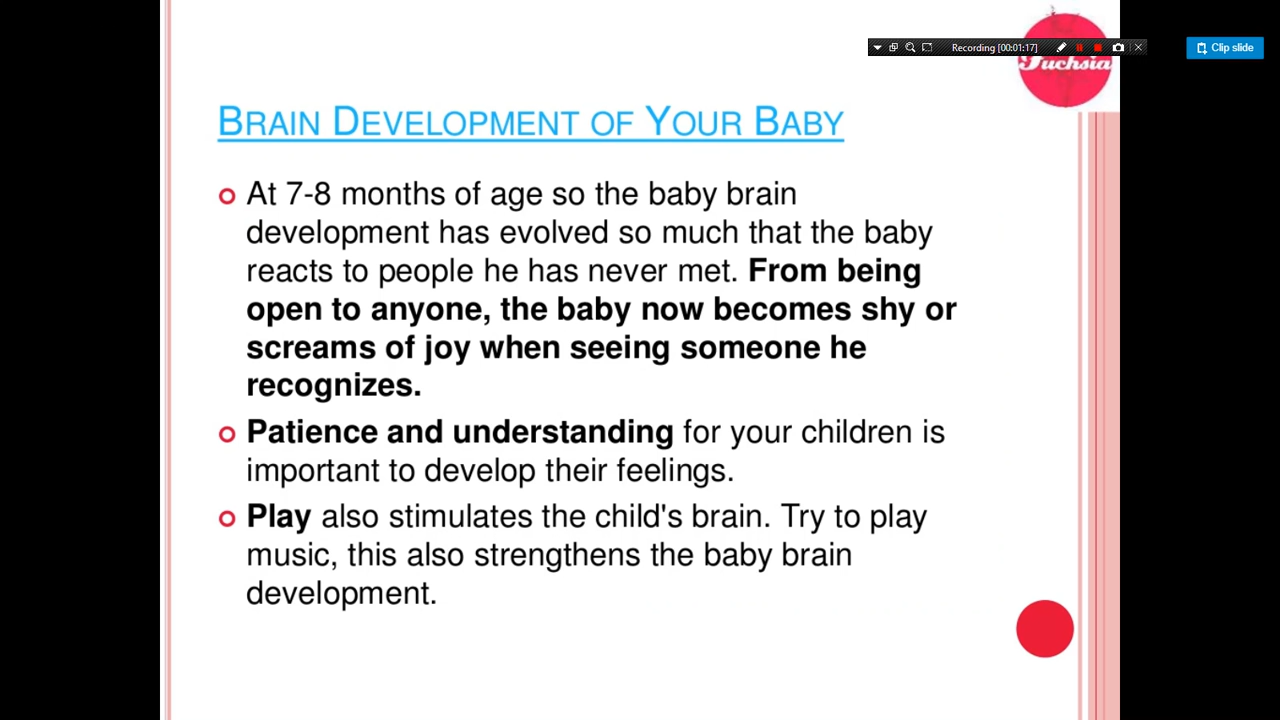 Recording [00:01:17]
Clip slide
Fuchsia
BRAIN DEVELOPMENT OF YOUR BABY
At 7-8 months of age so the baby brain
development has evolved so much that the baby
reacts to people he has never met. From being
open to anyone, the baby now becomes shy or
screams of joy when seeing someone he
recognizes.
Patience and understanding for your children is
important to develop their feelings.
Play also stimulates the child's brain. Try to play
music, this also strengthens the baby brain
development.